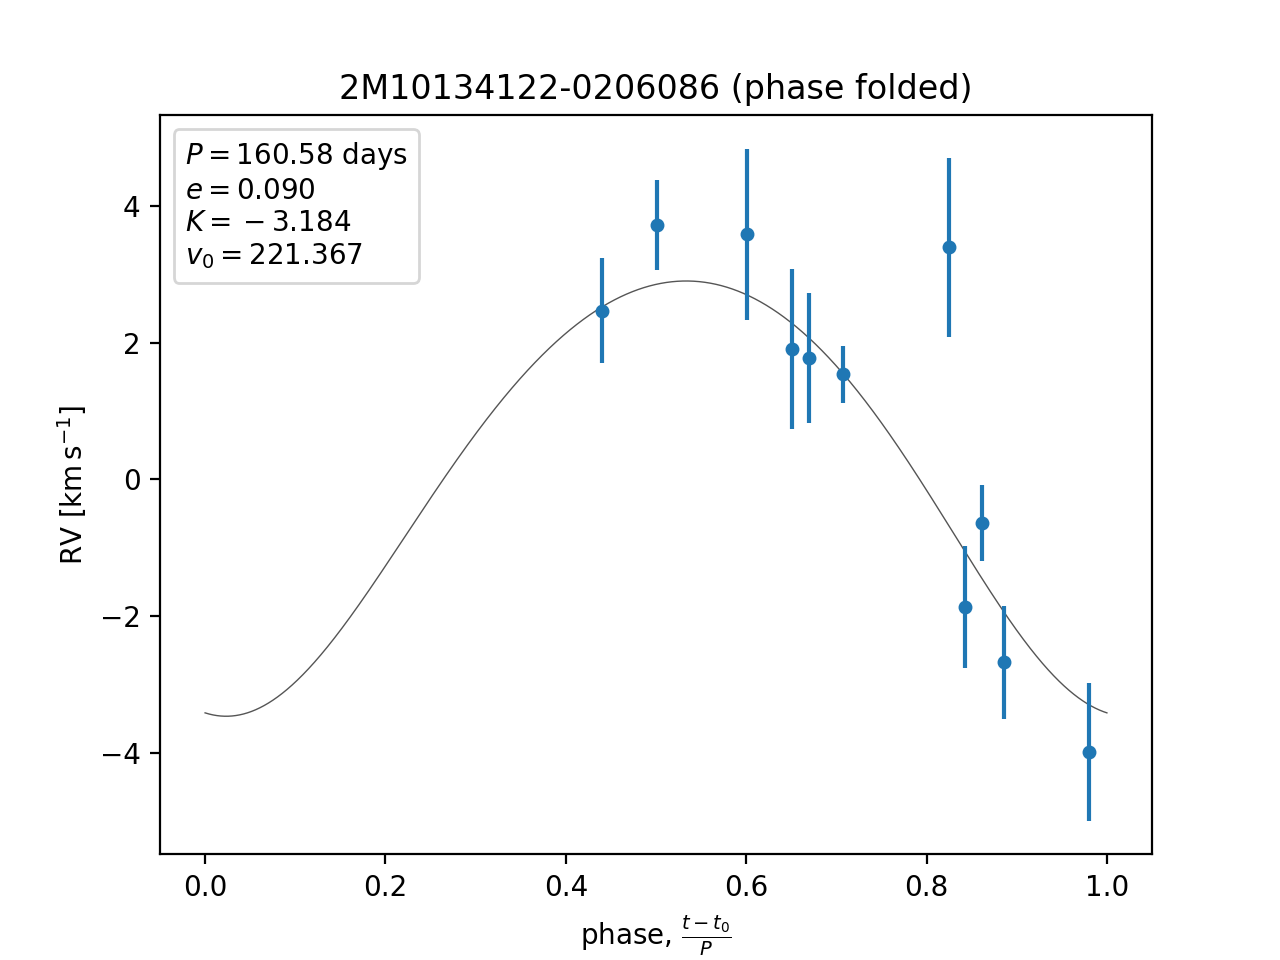 2M10134122-0206086 (phase folded)
P = 160.58 days
e = 0.090
K = −3.184
v₀ = 221.367
4
2
0
−2
−4
RV [km s⁻¹]
0.0 0.2 0.4 0.6 0.8 1.0
phase, (t − t₀)/P